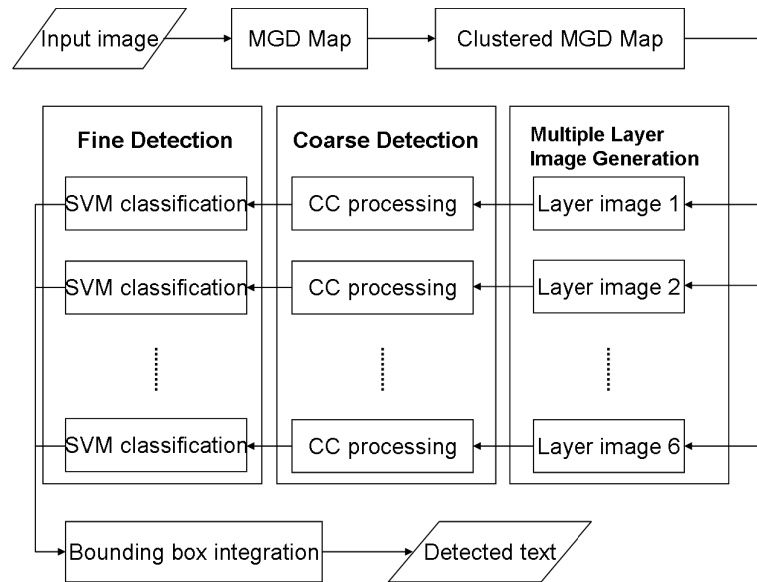 Input image
MGD Map
Clustered MGD Map
Fine Detection
Coarse Detection
Multiple Layer
Image Generation
SVM classification
CC processing
Layer image 1
SVM classification
CC processing
Layer image 2
SVM classification
CC processing
Layer image 6
Bounding box integration
Detected text